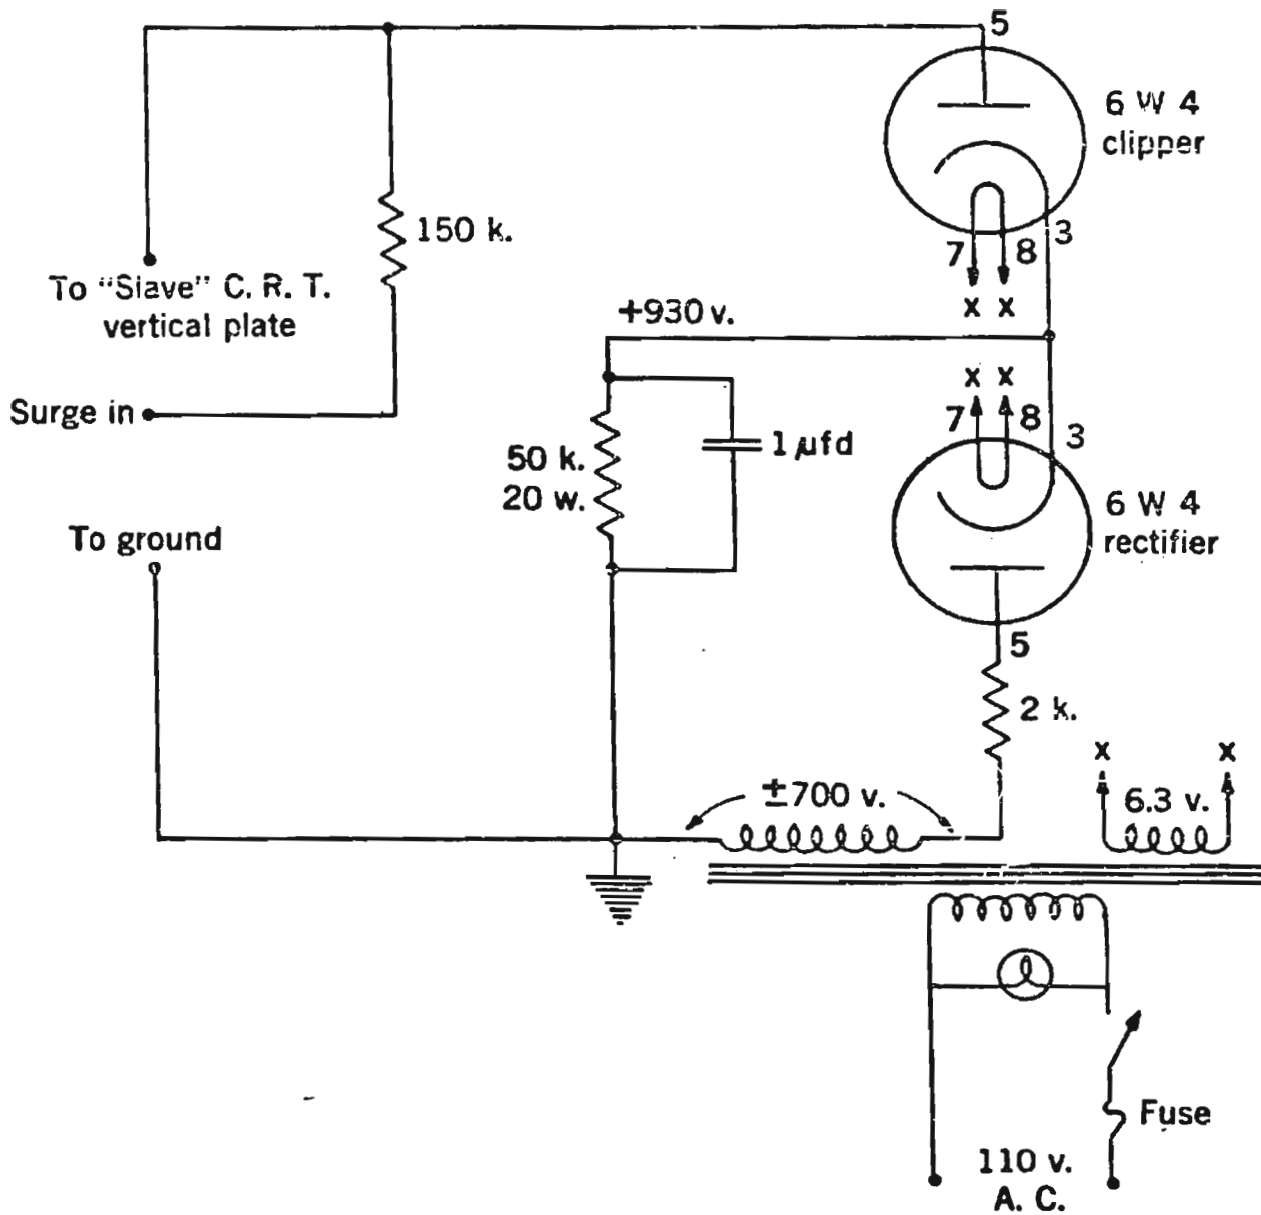 5
6 W 4
clipper
150 k.
7
8
3
To "Slave" C. R. T.
vertical plate
x x
+930 v.
x x
Surge in
7
8
3
1 µfd
50 k.
20 w.
6 W 4
rectifier
To ground
5
2 k.
x
x
±700 v.
6.3 v.
Fuse
110 v.
A. C.